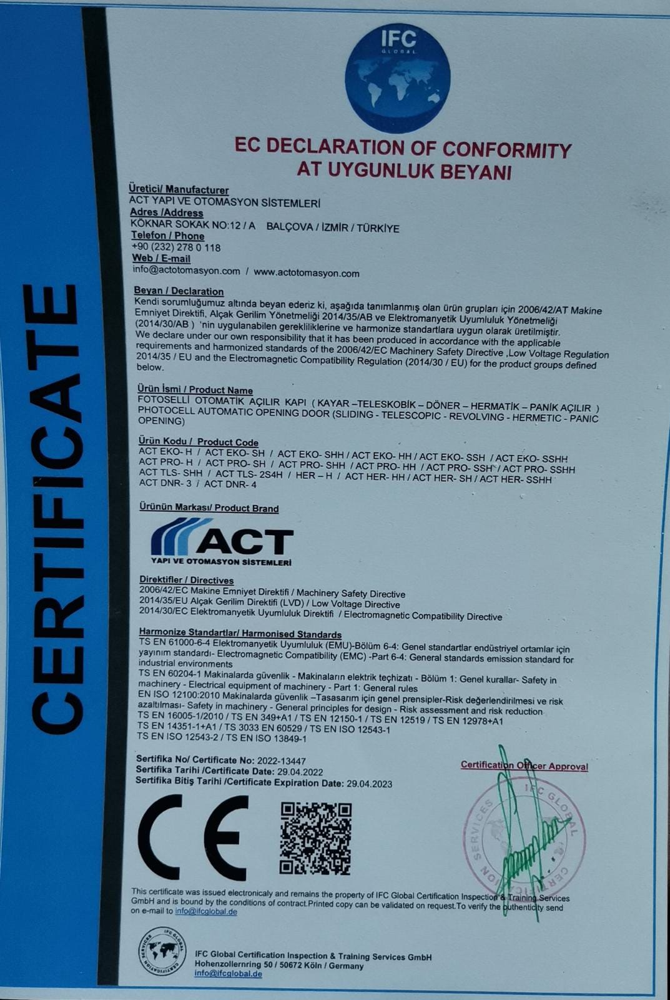 IFC
GLOBAL
EC DECLARATION OF CONFORMITY
AT UYGUNLUK BEYANI
Üretici/ Manufacturer
ACT YAPI VE OTOMASYON SİSTEMLERİ
Adres /Address
KÖKNAR SOKAK NO:12 / A BALÇOVA / İZMİR / TÜRKİYE
Telefon / Phone
+90 (232) 278 0 118
Web / E-mail
info@actotomasyon.com / www.actotomasyon.com
Beyan / Declaration
Kendi sorumluğumuz altında beyan ederiz ki, aşağıda tanımlanmış olan ürün grupları için 2006/42/AT Makine
Emniyet Direktifi, Alçak Gerilim Yönetmeliği 2014/35/AB ve Elektromanyetik Uyumluluk Yönetmeliği
(2014/30/AB ) 'nin uygulanabilen gerekliliklerine ve harmonize standartlara uygun olarak üretilmiştir.
We declare under our own responsibility that it has been produced in accordance with the applicable
requirements and harmonized standards of the 2006/42/EC Machinery Safety Directive ,Low Voltage Regulation
2014/35 / EU and the Electromagnetic Compatibility Regulation (2014/30 / EU) for the product groups defined
below.
Ürün İsmi / Product Name
FOTOSELLİ OTOMATİK AÇILIR KAPI ( KAYAR –TELESKOBİK – DÖNER – HERMATİK – PANİK AÇILIR )
PHOTOCELL AUTOMATIC OPENING DOOR (SLIDING - TELESCOPIC - REVOLVING - HERMETIC - PANIC
OPENING)
Ürün Kodu / Product Code
ACT EKO- H / ACT EKO- SH / ACT EKO- SHH / ACT EKO- HH / ACT EKO- SSH / ACT EKO- SSHH
ACT PRO- H / ACT PRO- SH / ACT PRO- SHH / ACT PRO- HH / ACT PRO- SSH / ACT PRO- SSHH
ACT TLS- SHH / ACT TLS- 2S4H / HER – H / ACT HER- HH / ACT HER- SH / ACT HER- SSHH
ACT DNR- 3 / ACT DNR- 4
Ürünün Markası/ Product Brand
ACT
YAPI VE OTOMASYON SİSTEMLERİ
Direktifler / Directives
2006/42/EC Makine Emniyet Direktifi / Machinery Safety Directive
2014/35/EU Alçak Gerilim Direktifi (LVD) / Low Voltage Directive
2014/30/EC Elektromanyetik Uyumluluk Direktifi / Electromagnetic Compatibility Directive
Harmonize Standartlar/ Harmonised Standards
TS EN 61000-6-4 Elektromanyetik Uyumluluk (EMU)-Bölüm 6-4: Genel standartlar endüstriyel ortamlar için
yayınım standardı- Electromagnetic Compatibility (EMC) -Part 6-4: General standards emission standard for
industrial environments
TS EN 60204-1 Makinalarda güvenlik - Makinaların elektrik teçhizatı - Bölüm 1: Genel kurallar- Safety in
machinery - Electrical equipment of machinery - Part 1: General rules
EN ISO 12100:2010 Makinalarda güvenlik –Tasasarım için genel prensipler-Risk değerlendirilmesi ve risk
azaltılması- Safety in machinery - General principles for design - Risk assessment and risk reduction
TS EN 16005-1/2010 / TS EN 349+A1 / TS EN 12150-1 / TS EN 12519 / TS EN 12978+A1
TS EN 14351-1+A1 / TS 3033 EN 60529 / TS EN ISO 12543-1
TS EN ISO 12543-2 / TS EN ISO 13849-1
Sertifika No/ Certificate No: 2022-13447
Sertifika Tarihi /Certificate Date: 29.04.2022
Sertifika Bitiş Tarihi /Certificate Expiration Date: 29.04.2023
Certification Officer Approval
IFC GLOBAL CERTIFICATION SERVICES
CE
This certificate was issued electronicaly and remains the property of IFC Global Certification Inspection & Training Services
GmbH and is bound by the conditions of contract.Printed copy can be validated on request.To verify the authenticity send
on e-mail to info@ifcglobal.de
IFC GLOBAL CERTIFICATION SERVICES
IFC Global Certification Inspection & Training Services GmbH
Hohenzollernring 50 / 50672 Köln / Germany
info@ifcglobal.de
CERTIFICATE